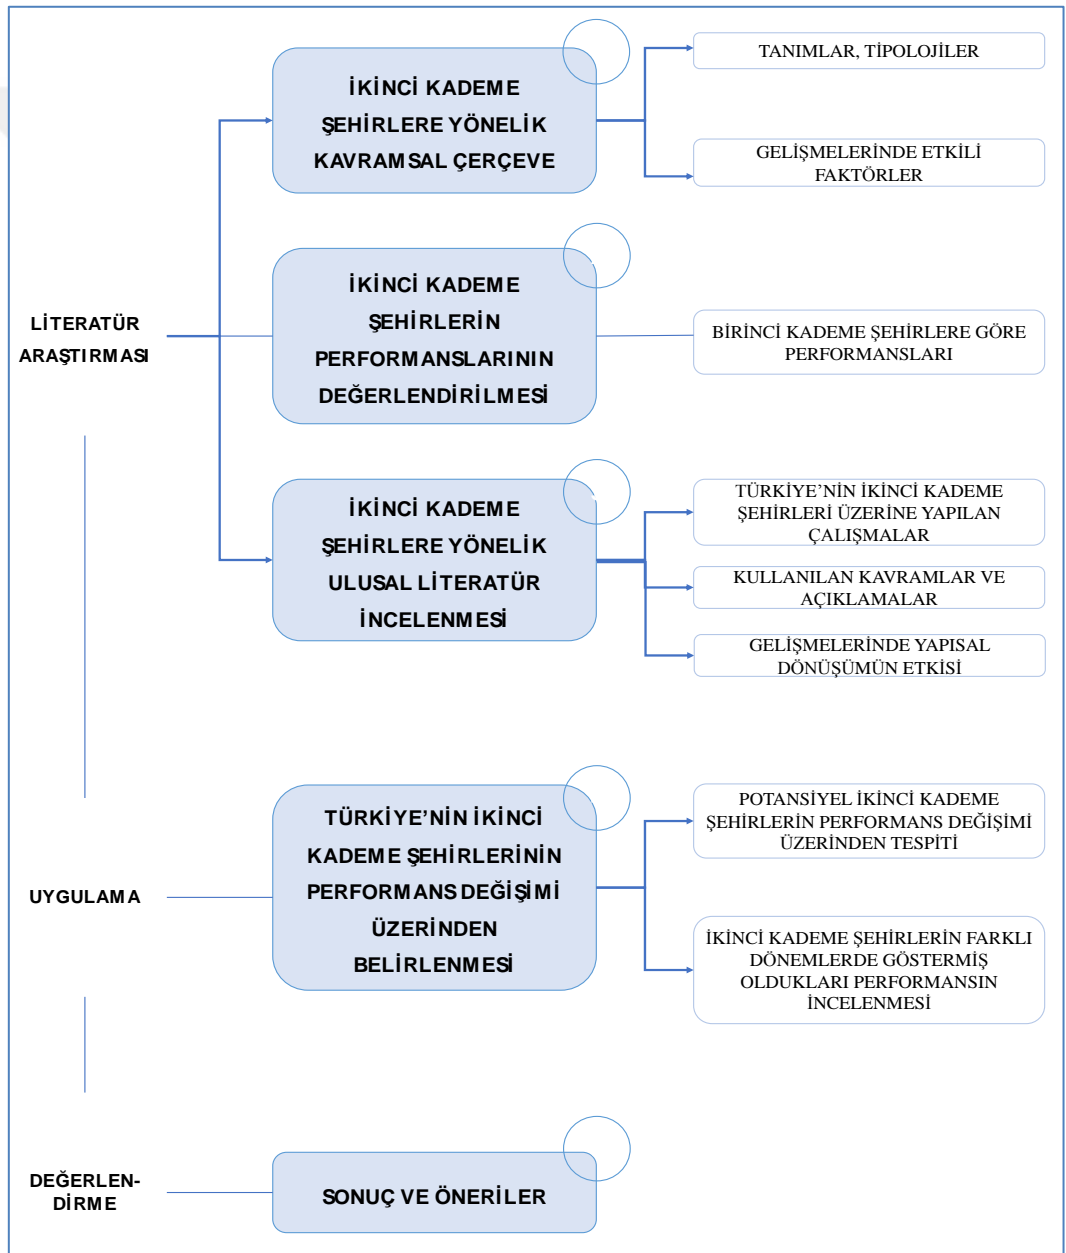 İKİNCİ KADEME
ŞEHİRLERE YÖNELİK
KAVRAMSAL ÇERÇEVE
TANIMLAR, TİPOLOJİLER
GELİŞMELERİNDE ETKİLİ
FAKTÖRLER
LİTERATÜR
ARAŞTIRMASI
İKİNCİ KADEME
ŞEHİRLERİN
PERFORMANSLARININ
DEĞERLENDİRİLMESİ
BİRİNCİ KADEME ŞEHİRLERE GÖRE
PERFORMANSLARI
İKİNCİ KADEME
ŞEHİRLERE YÖNELİK
ULUSAL LİTERATÜR
İNCELENMESİ
TÜRKİYE’NİN İKİNCİ KADEME
ŞEHİRLERİ ÜZERİNE YAPILAN
ÇALIŞMALAR
KULLANILAN KAVRAMLAR VE
AÇIKLAMALAR
GELİŞMELERİNDE YAPISAL
DÖNÜŞÜMÜN ETKİSİ
UYGULAMA
TÜRKİYE’NİN İKİNCİ
KADEME ŞEHİRLERİNİN
PERFORMANS DEĞİŞİMİ
ÜZERİNDEN
BELİRLENMESİ
POTANSİYEL İKİNCİ KADEME
ŞEHİRLERİN PERFORMANS DEĞİŞİMİ
ÜZERİNDEN TESPİTİ
İKİNCİ KADEME ŞEHİRLERİN FARKLI
DÖNEMLERDE GÖSTERMİŞ
OLDUKLARI PERFORMANSIN
İNCELENMESİ
DEĞERLEN-
DİRME
SONUÇ VE ÖNERİLER